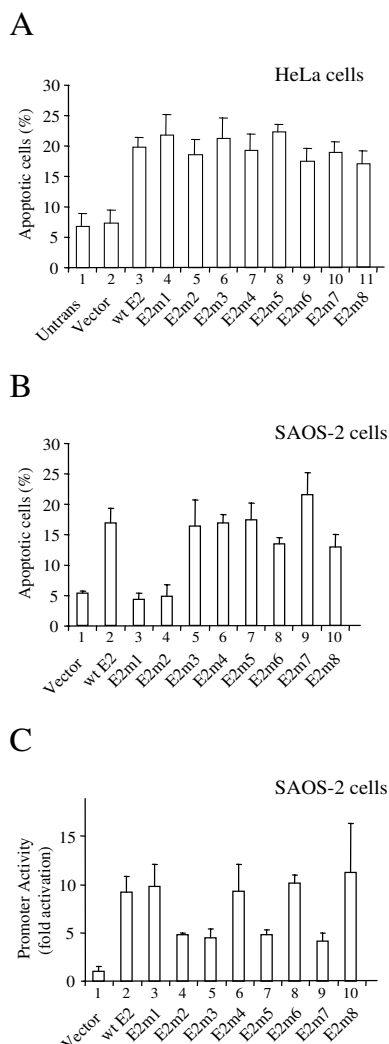 A
HeLa cells
Apoptotic cells (%)
30
25
20
15
10
5
0
1 2 3 4 5 6 7 8 9 10 11
Untrans Vector wt E2 E2m1 E2m2 E2m3 E2m4 E2m5 E2m6 E2m7 E2m8
B
SAOS-2 cells
Apoptotic cells (%)
30
25
20
15
10
5
0
1 2 3 4 5 6 7 8 9 10
Vector wt E2 E2m1 E2m2 E2m3 E2m4 E2m5 E2m6 E2m7 E2m8
C
SAOS-2 cells
Promoter Activity
(fold activation)
15
10
5
0
1 2 3 4 5 6 7 8 9 10
Vector wt E2 E2m1 E2m2 E2m3 E2m4 E2m5 E2m6 E2m7 E2m8